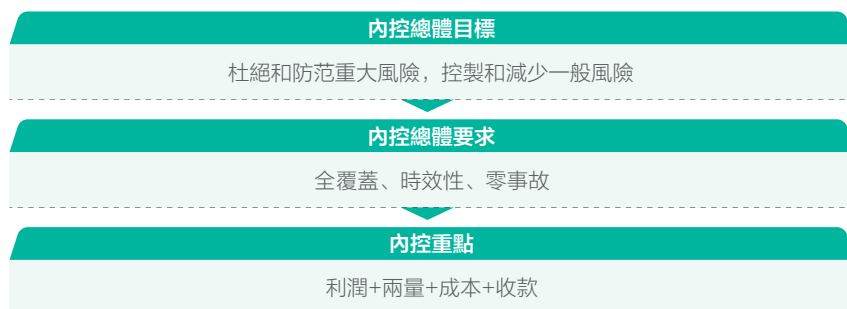 內控總體目標
杜絕和防范重大風險，控製和減少一般風險
內控總體要求
全覆蓋、時效性、零事故
內控重點
利潤+兩量+成本+收款